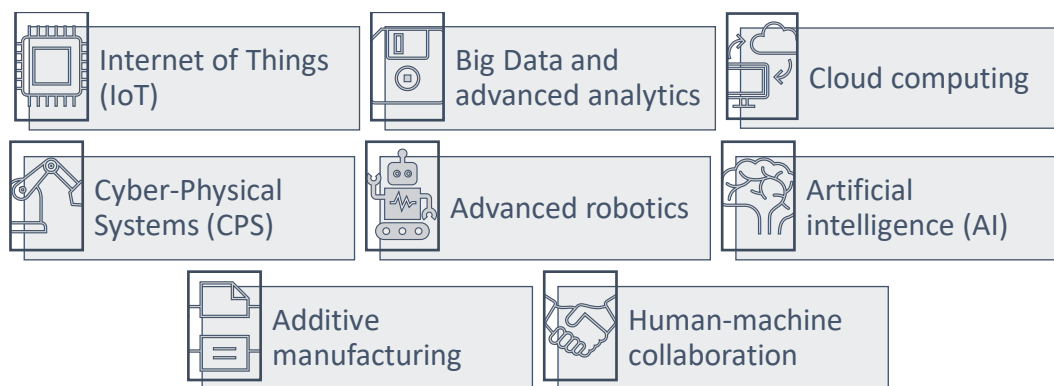 Internet of Things
(IoT)
Big Data and
advanced analytics
Cloud computing
Cyber-Physical
Systems (CPS)
Advanced robotics
Artificial
intelligence (AI)
Additive
manufacturing
Human-machine
collaboration